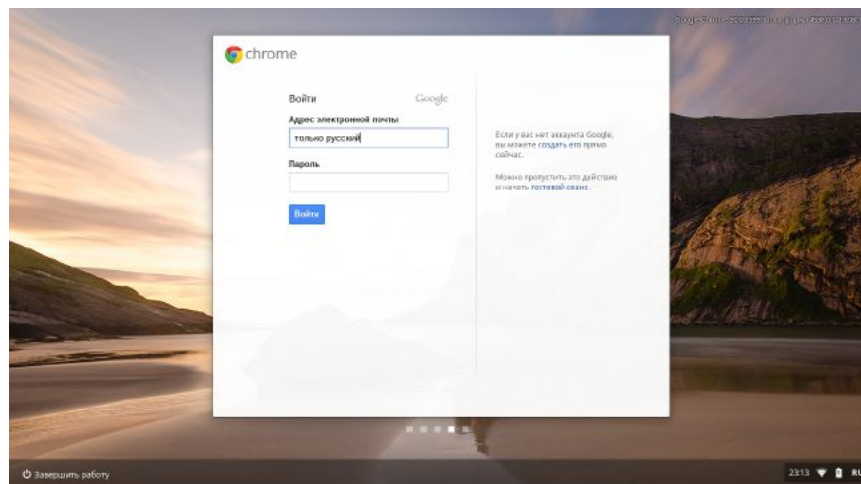 chrome
Войти
Google
Адрес электронной почты
только русский
Пароль
Войти
Если у вас нет аккаунта Google,
вы можете создать его прямо
сейчас.
Можно пропустить это действие
и начать гостевой сеанс.
Завершить работу
23:13
RU